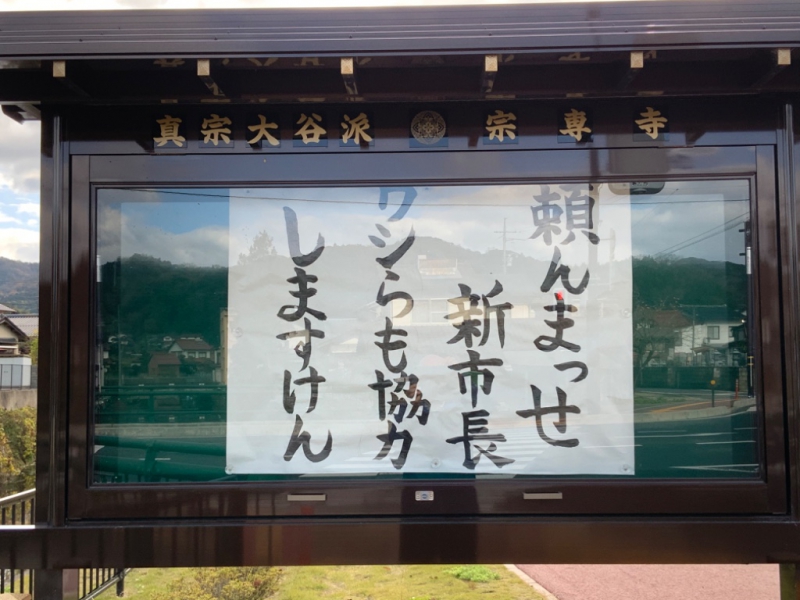 真宗大谷派 宗専寺
頼んまっせ
新市長
ワシらも協力
しますけん